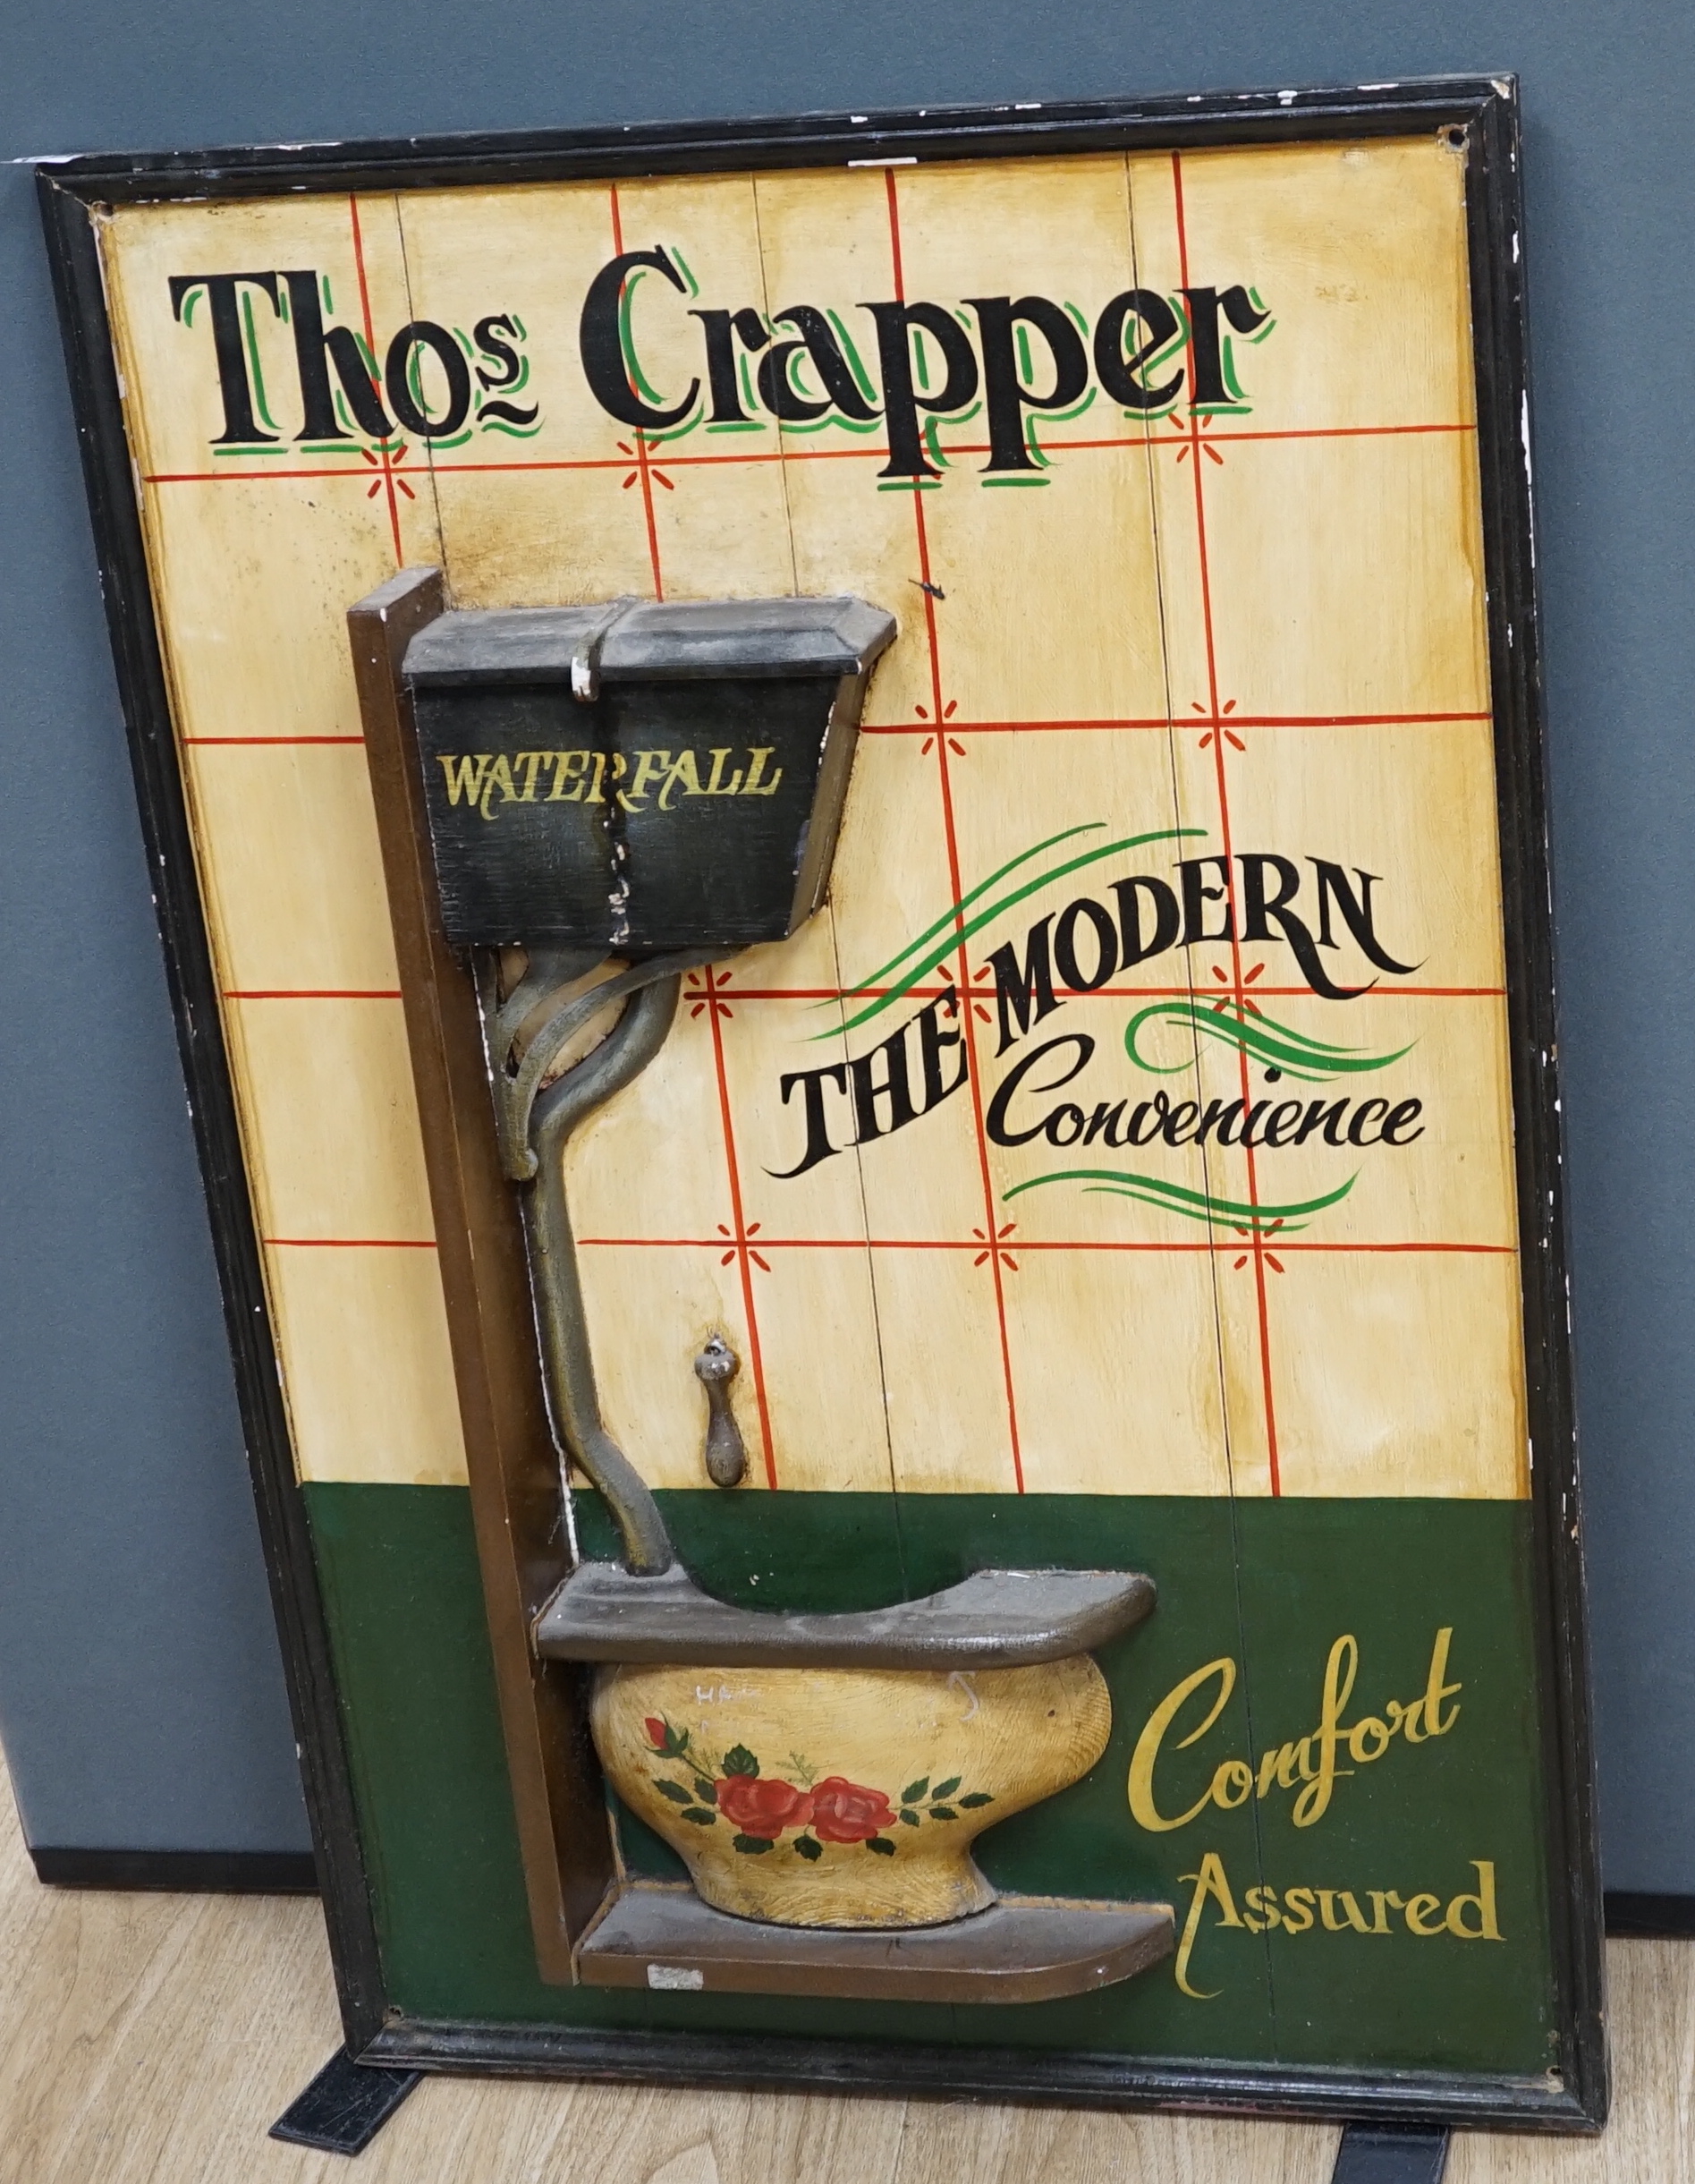 Thos Crapper
WATERFALL
THE MODERN
Convenience
Comfort
Assured